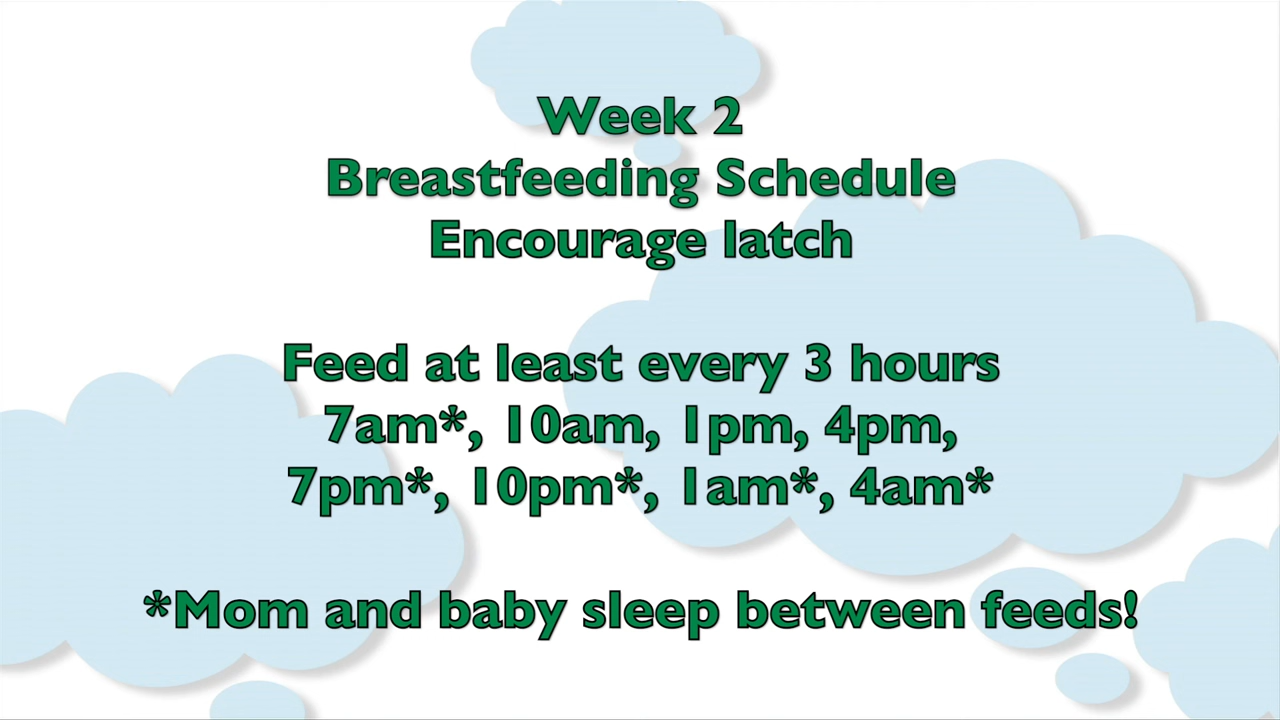 Week 2
Breastfeeding Schedule
Encourage latch
Feed at least every 3 hours
7am*, 10am, 1pm, 4pm,
7pm*, 10pm*, 1am*, 4am*
*Mom and baby sleep between feeds!